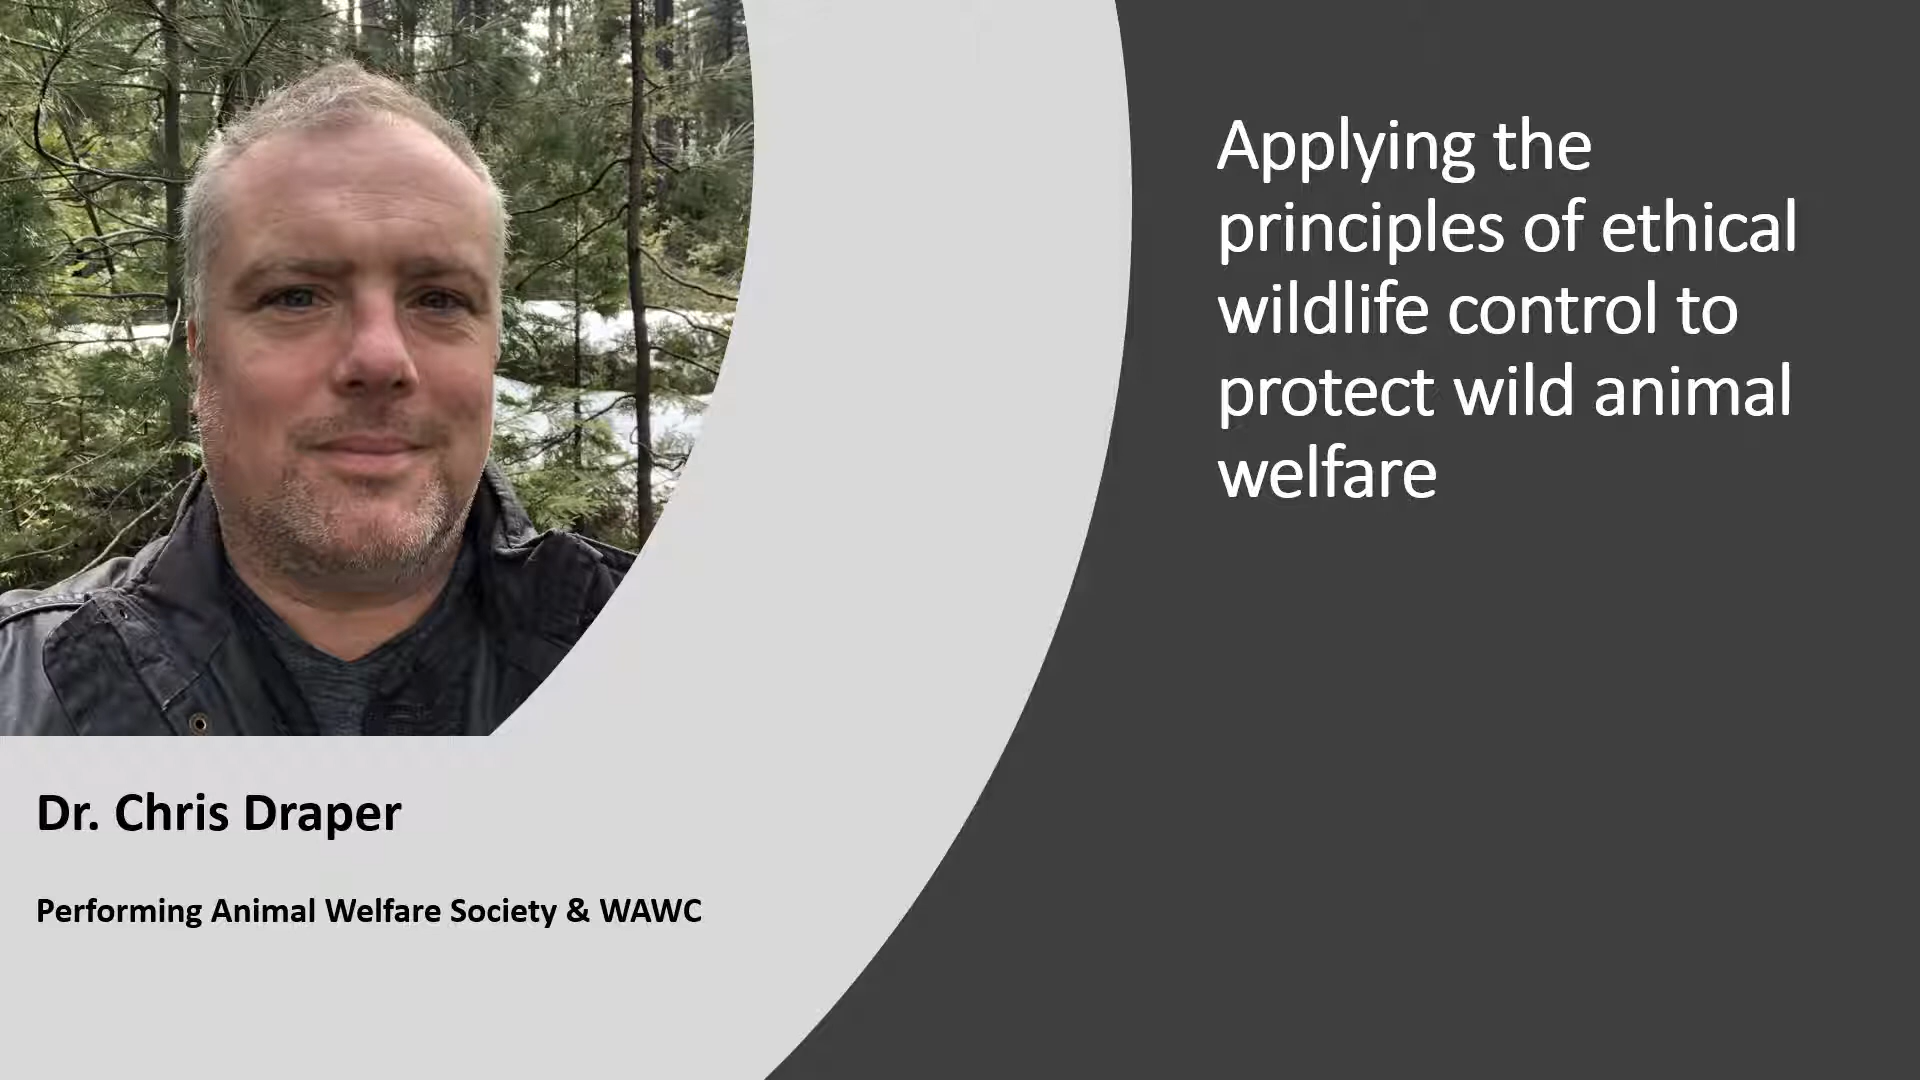 Applying the
principles of ethical
wildlife control to
protect wild animal
welfare
Dr. Chris Draper
Performing Animal Welfare Society & WAWC